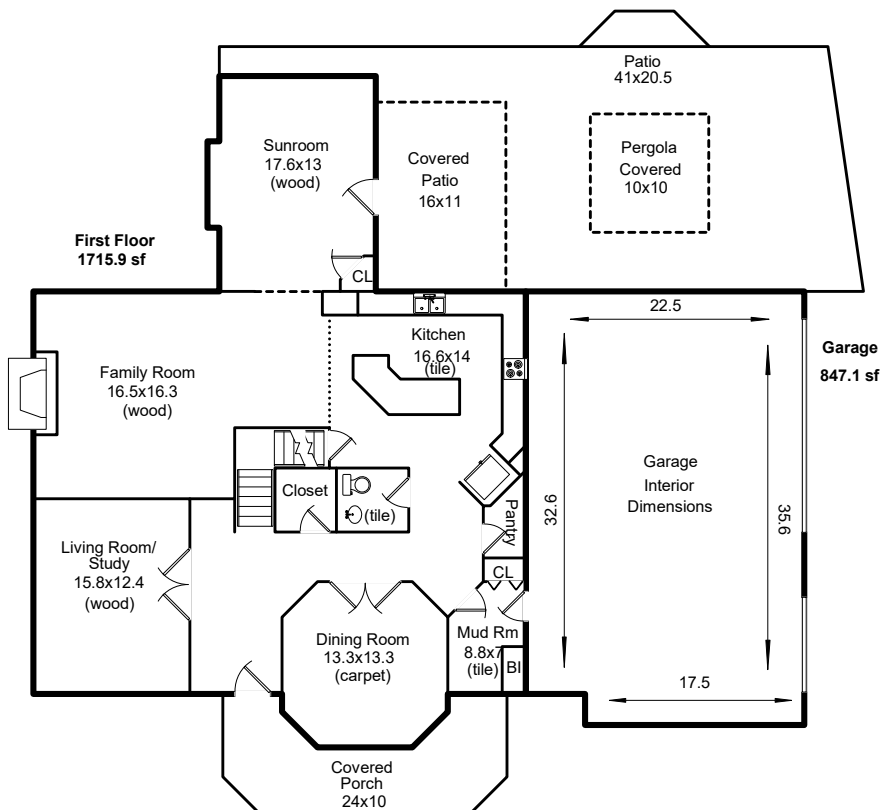 Patio
41x20.5
Sunroom
17.6x13
(wood)
Covered
Patio
16x11
Pergola
Covered
10x10
First Floor
1715.9 sf
CL
22.5
Kitchen
16.6x14
(tile)
Garage
847.1 sf
Family Room
16.5x16.3
(wood)
Garage
Interior
Dimensions
32.6
35.6
Closet
(tile)
Pantry
Living Room/
Study
15.8x12.4
(wood)
CL
Dining Room
13.3x13.3
(carpet)
Mud Rm
8.8x7
(tile)
BI
17.5
Covered
Porch
24x10